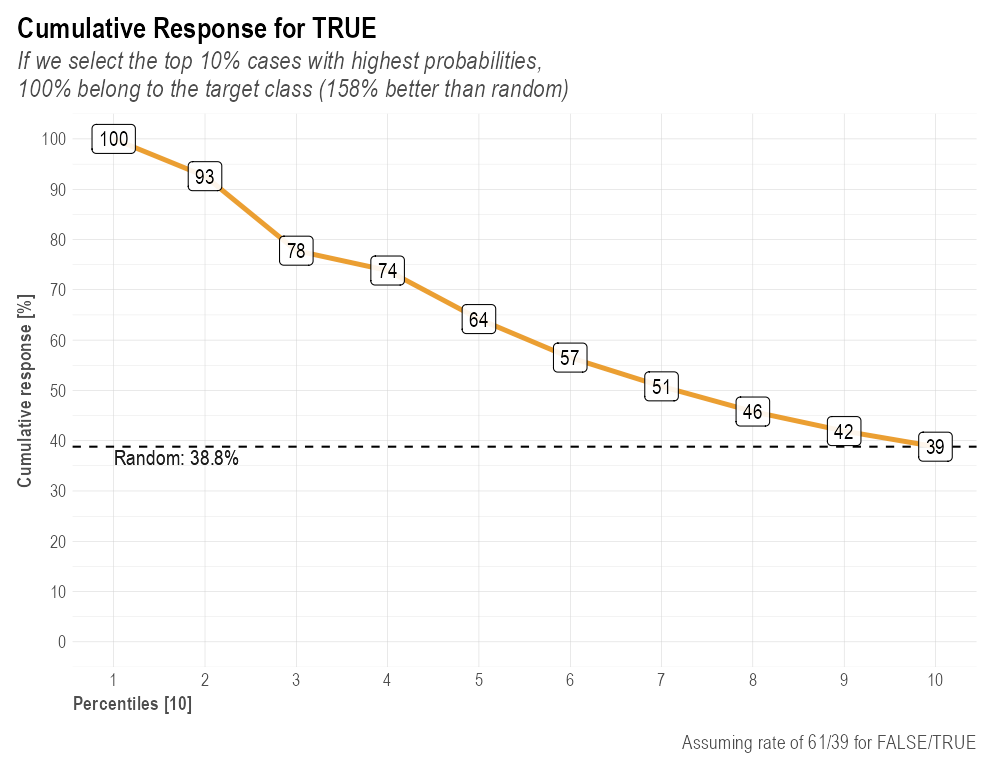 Cumulative Response for TRUE
If we select the top 10% cases with highest probabilities,
100% belong to the target class (158% better than random)
Cumulative response [%]
100
90
80
70
60
50
40
30
20
10
0
100
93
78
74
64
57
51
46
42
39
Random: 38.8%
1 2 3 4 5 6 7 8 9 10
Percentiles [10]
Assuming rate of 61/39 for FALSE/TRUE